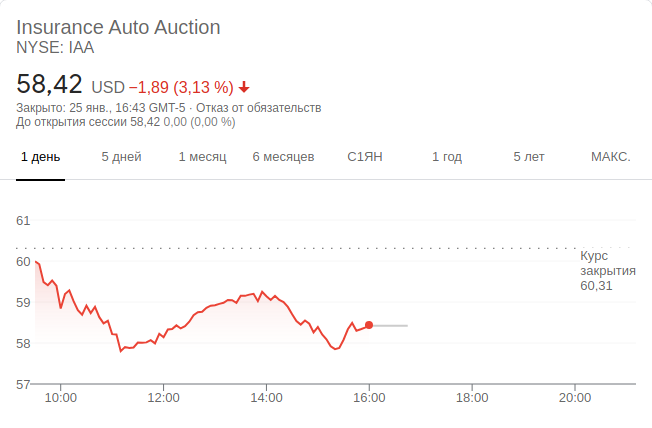 Insurance Auto Auction
NYSE: IAA
58,42 USD −1,89 (3,13 %)
Закрыто: 25 янв., 16:43 GMT-5 · Отказ от обязательств
До открытия сессии 58,42 0,00 (0,00 %)
1 день 5 дней 1 месяц 6 месяцев С1ЯН 1 год 5 лет МАКС.
61
60
59
58
57
Курс
закрытия
60,31
10:00 12:00 14:00 16:00 18:00 20:00